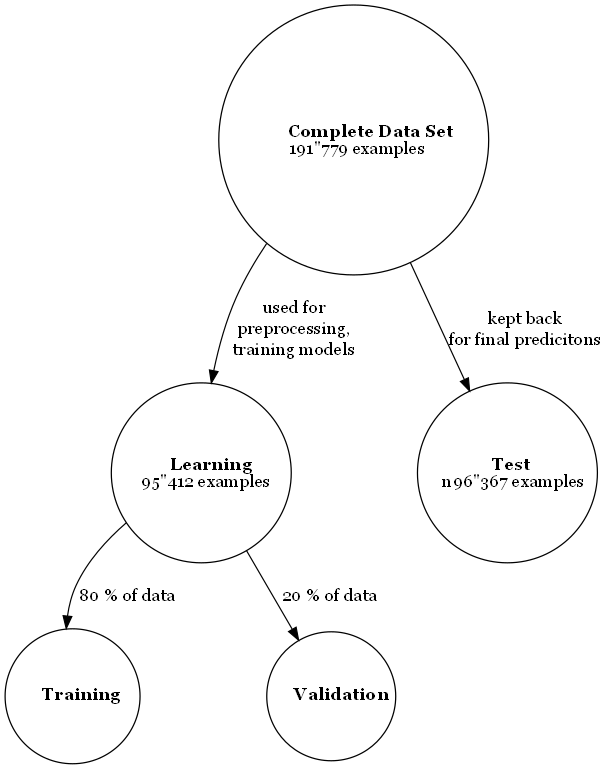 Complete Data Set
191"779 examples
used for
preprocessing,
training models
kept back
for final predicitons
Learning
95"412 examples
Test
n96"367 examples
80 % of data
20 % of data
Training
Validation